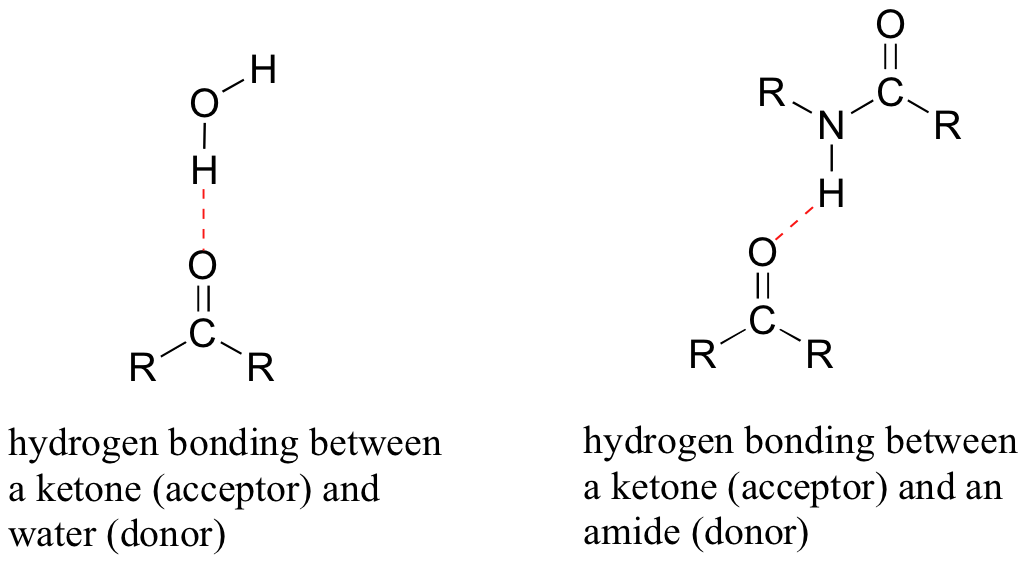 O
H
O
H
O
C
R
R
hydrogen bonding between
a ketone (acceptor) and
water (donor)
O
R
C
N
R
H
O
C
R
R
hydrogen bonding between
a ketone (acceptor) and an
amide (donor)